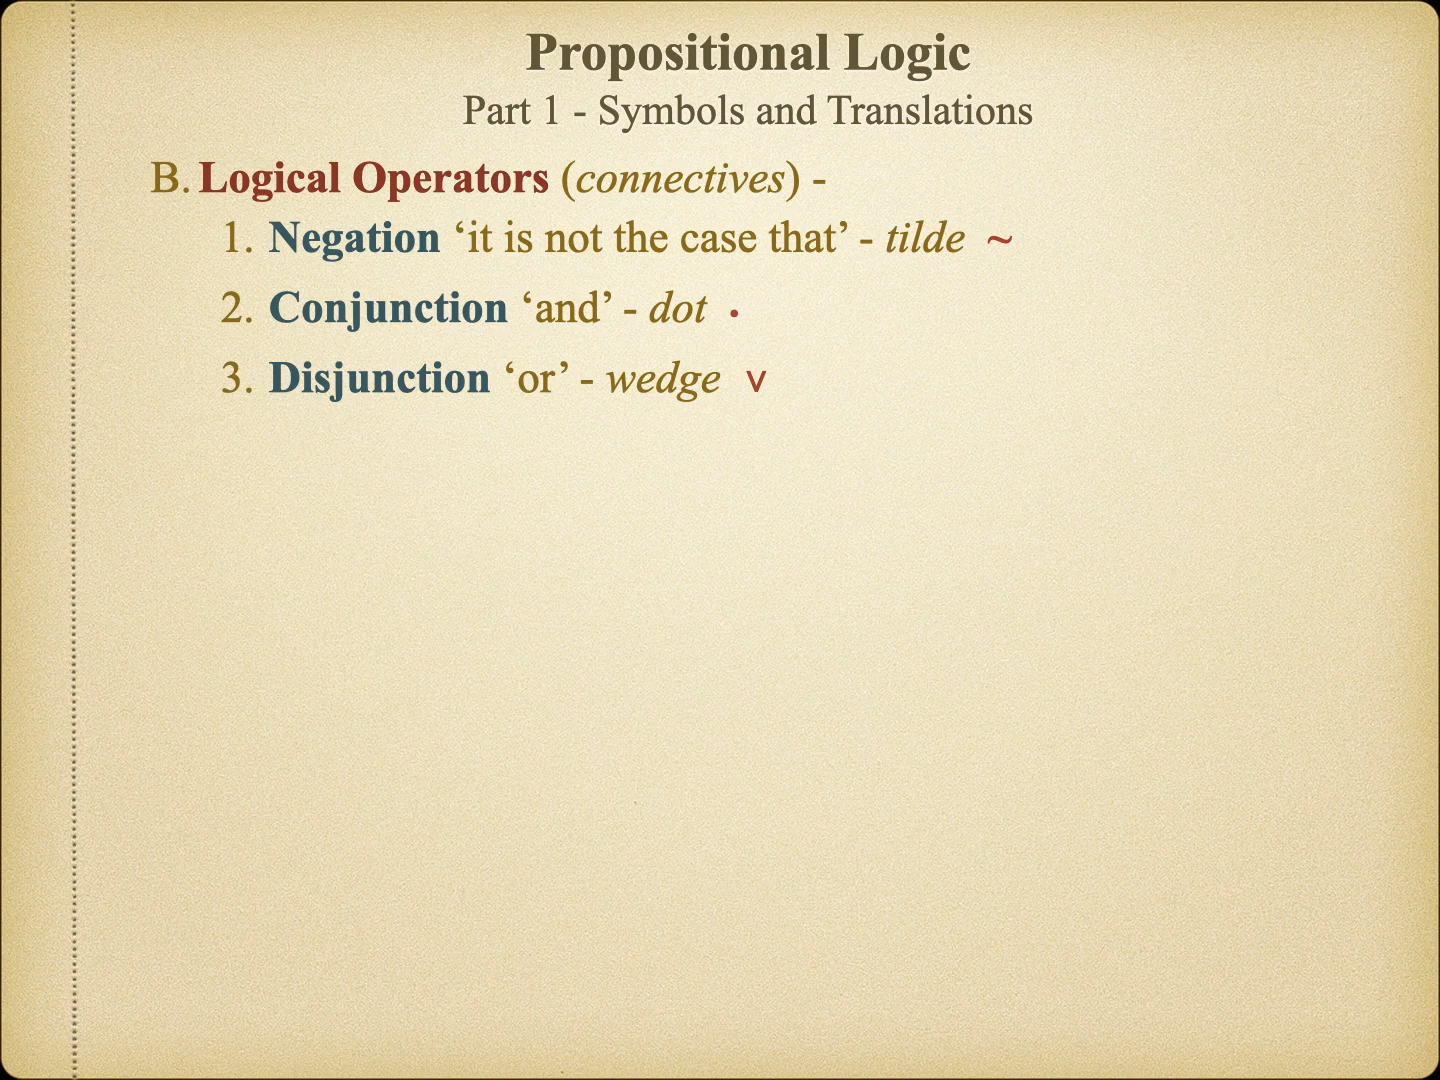 Propositional Logic
Part 1 - Symbols and Translations
B. Logical Operators (connectives) -
1. Negation ‘it is not the case that’ - tilde ~
2. Conjunction ‘and’ - dot •
3. Disjunction ‘or’ - wedge v